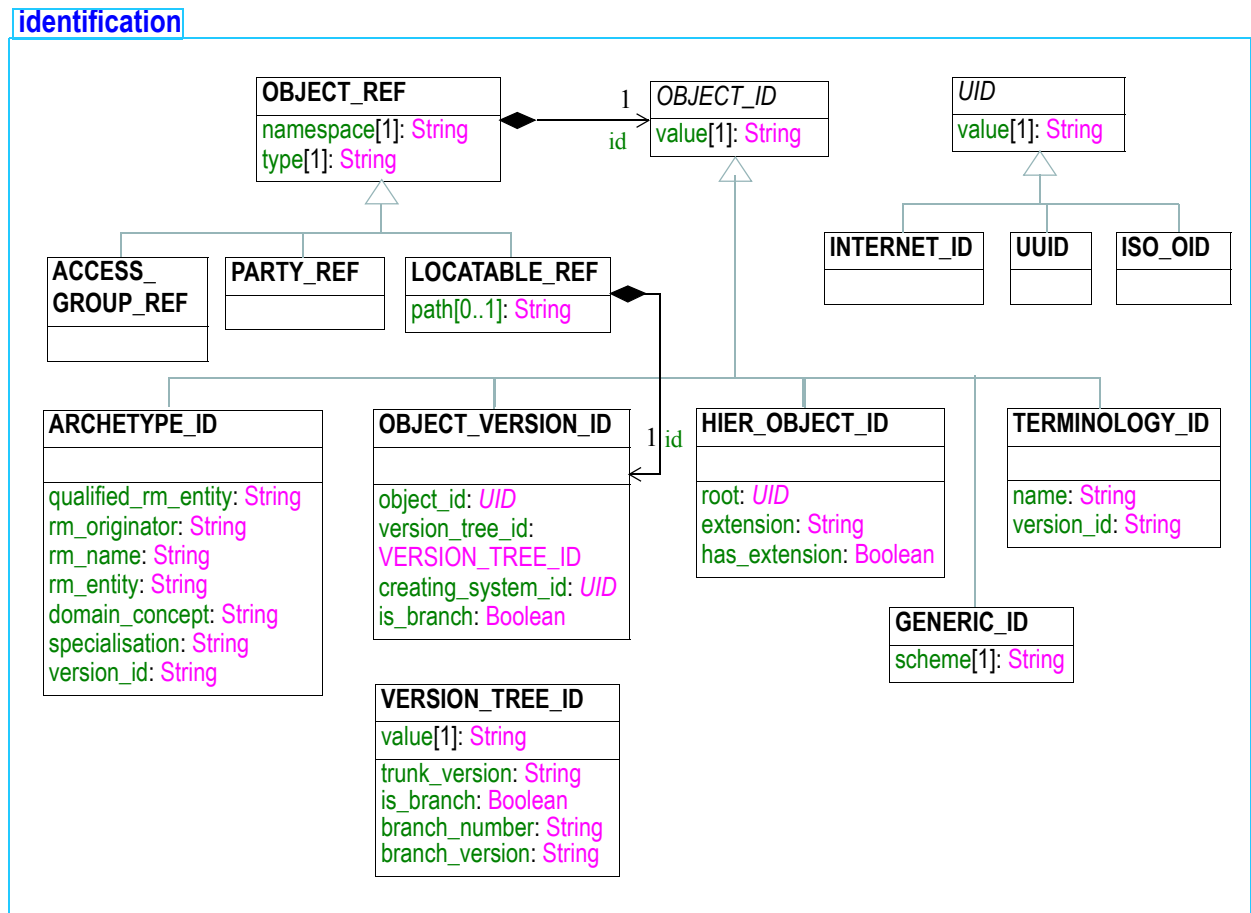 identification
OBJECT_REF
namespace[1]: String
type[1]: String
1
id
OBJECT_ID
value[1]: String
UID
value[1]: String
ACCESS_
GROUP_REF
PARTY_REF
LOCATABLE_REF
path[0..1]: String
INTERNET_ID
UUID
ISO_OID
ARCHETYPE_ID
qualified_rm_entity: String
rm_originator: String
rm_name: String
rm_entity: String
domain_concept: String
specialisation: String
version_id: String
OBJECT_VERSION_ID
object_id: UID
version_tree_id:
VERSION_TREE_ID
creating_system_id: UID
is_branch: Boolean
1 id
HIER_OBJECT_ID
root: UID
extension: String
has_extension: Boolean
TERMINOLOGY_ID
name: String
version_id: String
GENERIC_ID
scheme[1]: String
VERSION_TREE_ID
value[1]: String
trunk_version: String
is_branch: Boolean
branch_number: String
branch_version: String